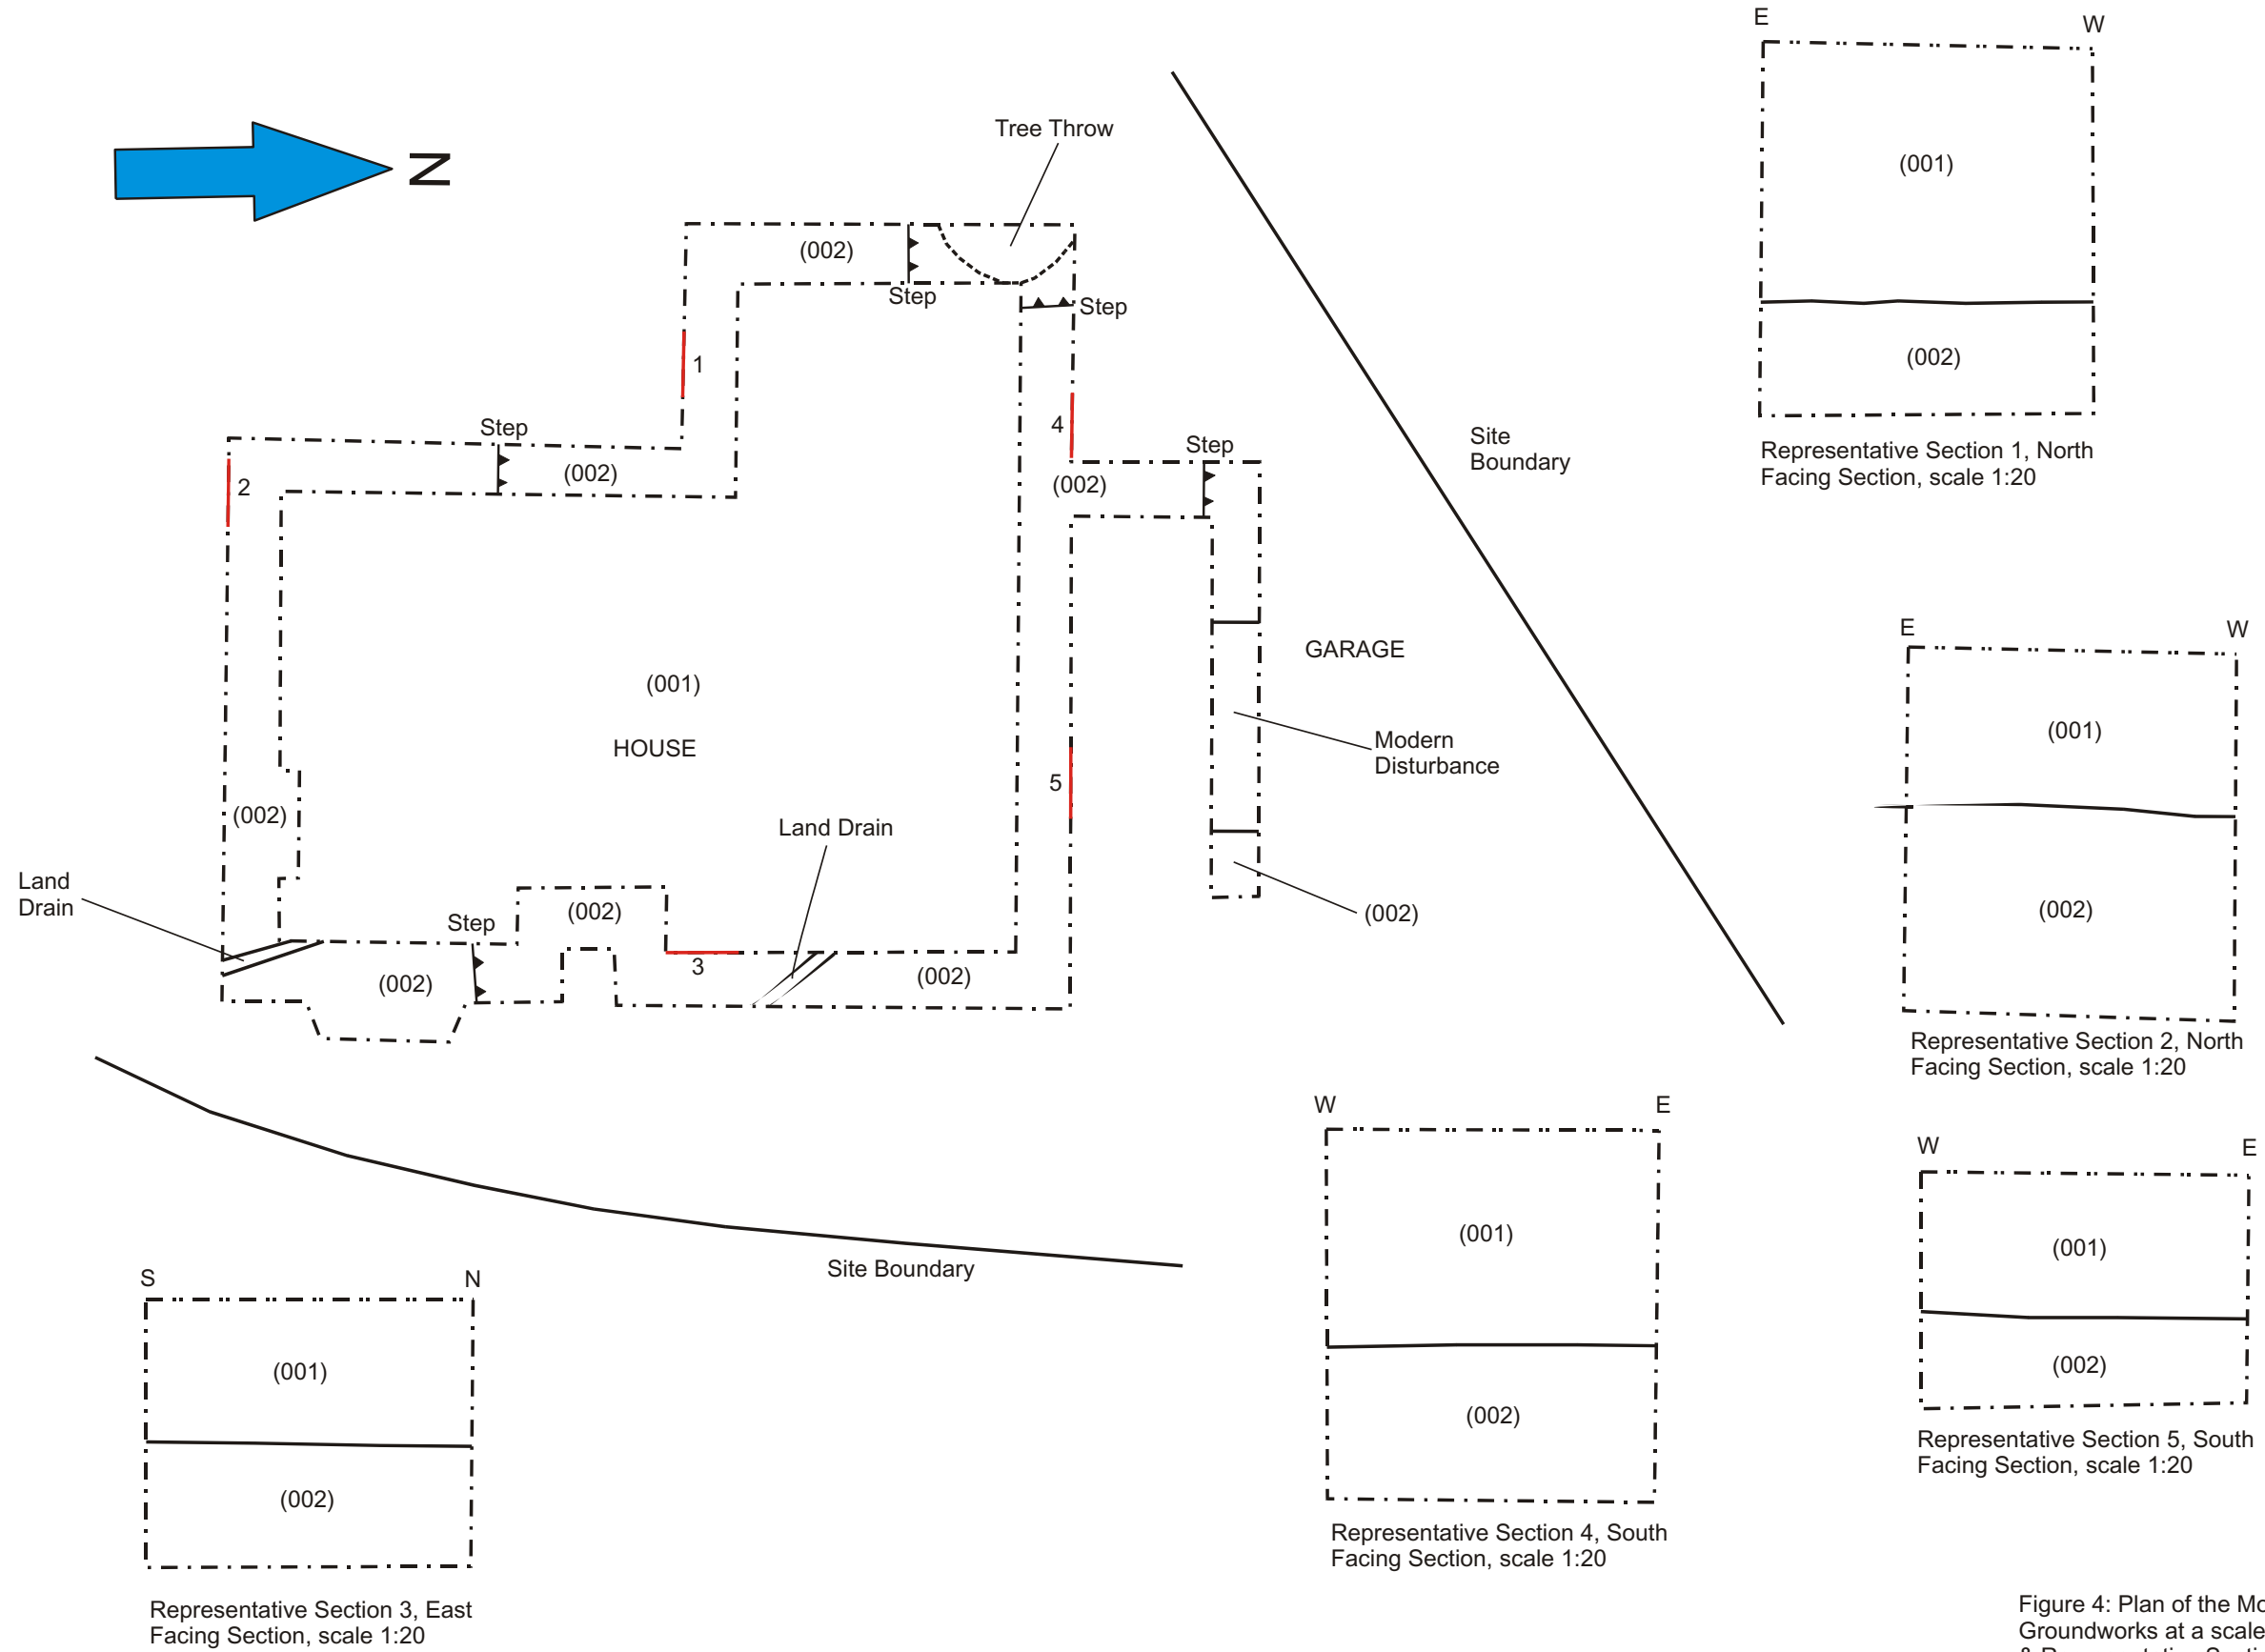 E
W
(001)
(002)
Representative Section 1, North
Facing Section, scale 1:20
N
Tree Throw
(002)
Step
Step
1
4
Step
Step
(002)
(002)
2
Site
Boundary
(001)
HOUSE
GARAGE
Modern
Disturbance
5
(002)
Land Drain
Land
Drain
Step
(002)
(002)
3
(002)
(002)
E
W
(001)
(002)
Representative Section 2, North
Facing Section, scale 1:20
Site Boundary
S
N
(001)
(002)
Representative Section 3, East
Facing Section, scale 1:20
W
E
(001)
(002)
Representative Section 4, South
Facing Section, scale 1:20
W
E
(001)
(002)
Representative Section 5, South
Facing Section, scale 1:20
Figure 4: Plan of the
Groundworks at a scale
& Representative